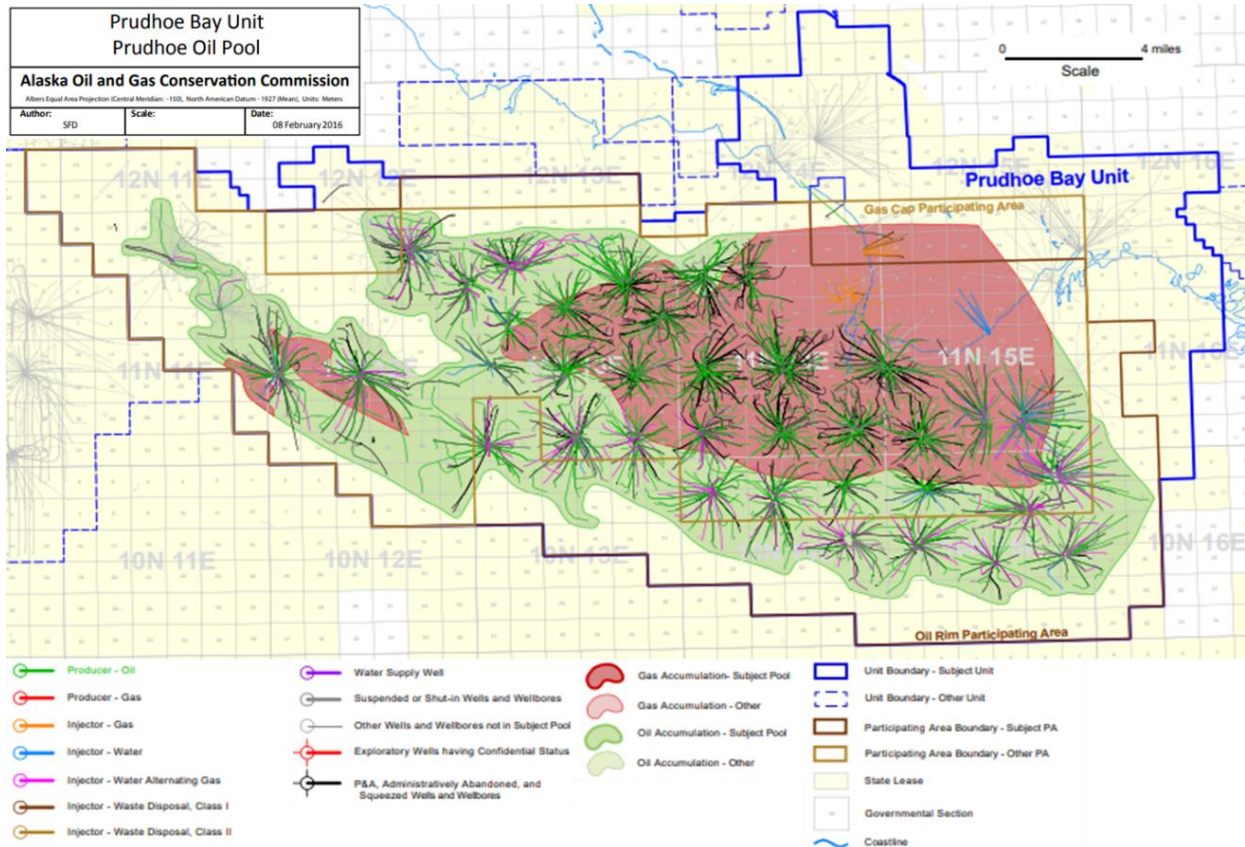 Prudhoe Bay Unit
Prudhoe Oil Pool
Alaska Oil and Gas Conservation Commission
Albers Equal Area Projection (Central Meridian: -150), North American Datum - 1927 (Mean), Units: Meters
Author:
SFD
Scale:
Date:
08 February 2016
0 4 miles
Scale
12N 11E
12N 12E
12N 13E
12N 14E
12N 15E
12N 16E
Prudhoe Bay Unit
Gas Cap Participating Area
11N 11E
11N 15E
10N 11E
10N 12E
10N 13E
10N 16E
Oil Rim Participating Area
Producer - Oil
Producer - Gas
Injector - Gas
Injector - Water
Injector - Water Alternating Gas
Injector - Waste Disposal, Class I
Injector - Waste Disposal, Class II
Water Supply Well
Suspended or Shut-in Wells and Wellbores
Other Wells and Wellbores not in Subject Pool
Exploratory Wells having Confidential Status
P&A, Administratively Abandoned, and
Squeezed Wells and Wellbores
Gas Accumulation- Subject Pool
Gas Accumulation - Other
Oil Accumulation - Subject Pool
Oil Accumulation - Other
Unit Boundary - Subject Unit
Unit Boundary - Other Unit
Participating Area Boundary - Subject PA
Participating Area Boundary - Other PA
State Lease
Governmental Section
Coastline